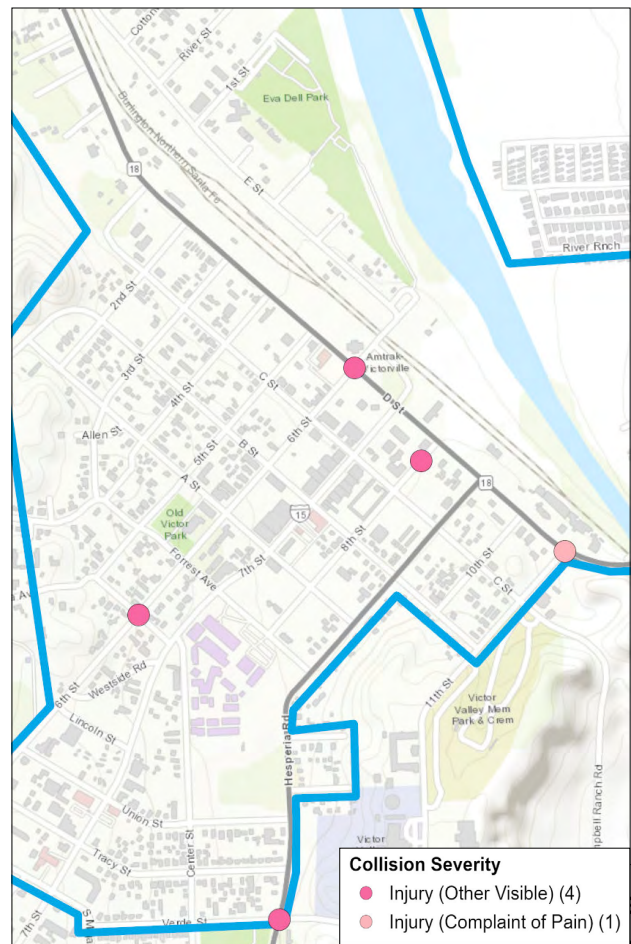 Cotton
River St
1st St
Eva Dell Park
Burlington Northern Santa Fe
18
E St
River Rnch
2nd St
3rd St
4th St
C St
Amtrak-
Victorville
D St
Allen St
5th St
B St
6th St
A St
18
Old
Victor
Park
15
8th St
Forrest Ave
7th St
10th St
C St
Westside Rd
6th St
11th St
Victor
Valley Mem
Park & Crem
Lincoln St
Hesperia Rd
Union St
Center St
Tracy St
Victor
7th St
Verde St
Collision Severity
Injury (Other Visible) (4)
Injury (Complaint of Pain) (1)